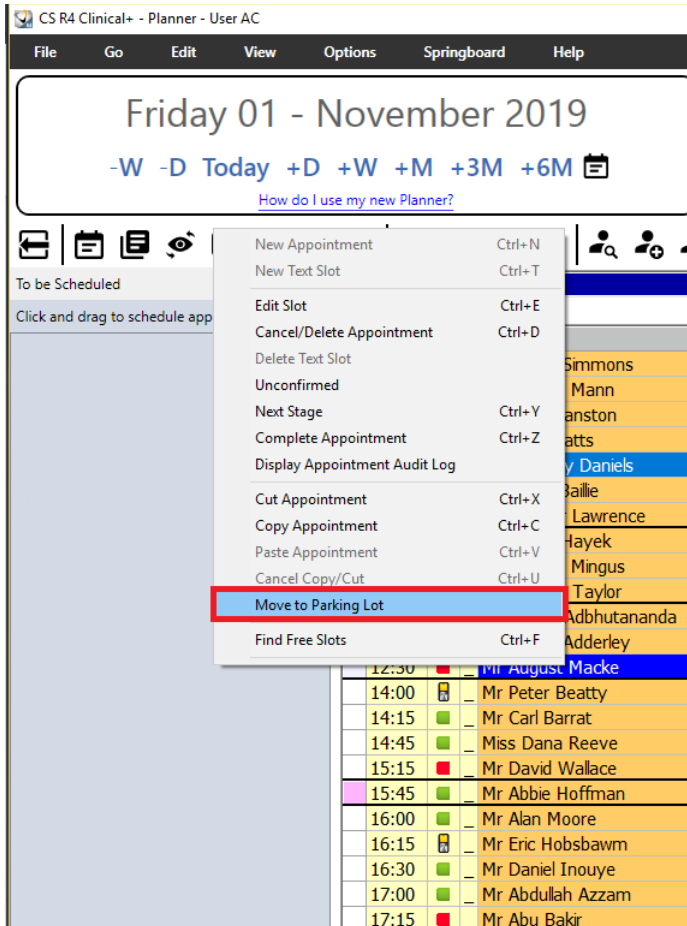 CS R4 Clinical+ - Planner - User AC
File Go Edit View Options Springboard Help
Friday 01 - November 2019
-W -D Today +D +W +M +3M +6M
How do I use my new Planner?
To be Scheduled
Click and drag to schedule app
New Appointment Ctrl+N
New Text Slot Ctrl+T
Edit Slot Ctrl+E
Cancel/Delete Appointment Ctrl+D
Delete Text Slot
Unconfirmed
Next Stage Ctrl+Y
Complete Appointment Ctrl+Z
Display Appointment Audit Log
Cut Appointment Ctrl+X
Copy Appointment Ctrl+C
Paste Appointment Ctrl+V
Cancel Copy/Cut Ctrl+U
Move to Parking Lot
Find Free Slots Ctrl+F
Simmons
Mann
anston
atts
y Daniels
Baillie
Lawrence
Hayek
Mingus
Taylor
Adbhutananda
Adderley
12:30 _ Mr August Macke
14:00 _ Mr Peter Beatty
14:15 _ Mr Carl Barrat
14:45 _ Miss Dana Reeve
15:15 _ Mr David Wallace
15:45 _ Mr Abbie Hoffman
16:00 _ Mr Alan Moore
16:15 _ Mr Eric Hobsbawm
16:30 _ Mr Daniel Inouye
17:00 _ Mr Abdullah Azzam
17:15 _ Mr Abu Bakir